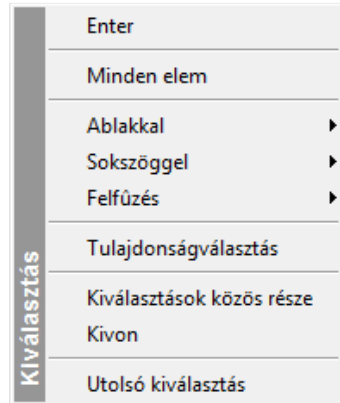 Enter
Minden elem
Ablakkal
Sokszöggel
Felfûzés
Tulajdonságválasztás
Kiválasztások közös része
Kivon
Utolsó kiválasztás
Kiválasztás